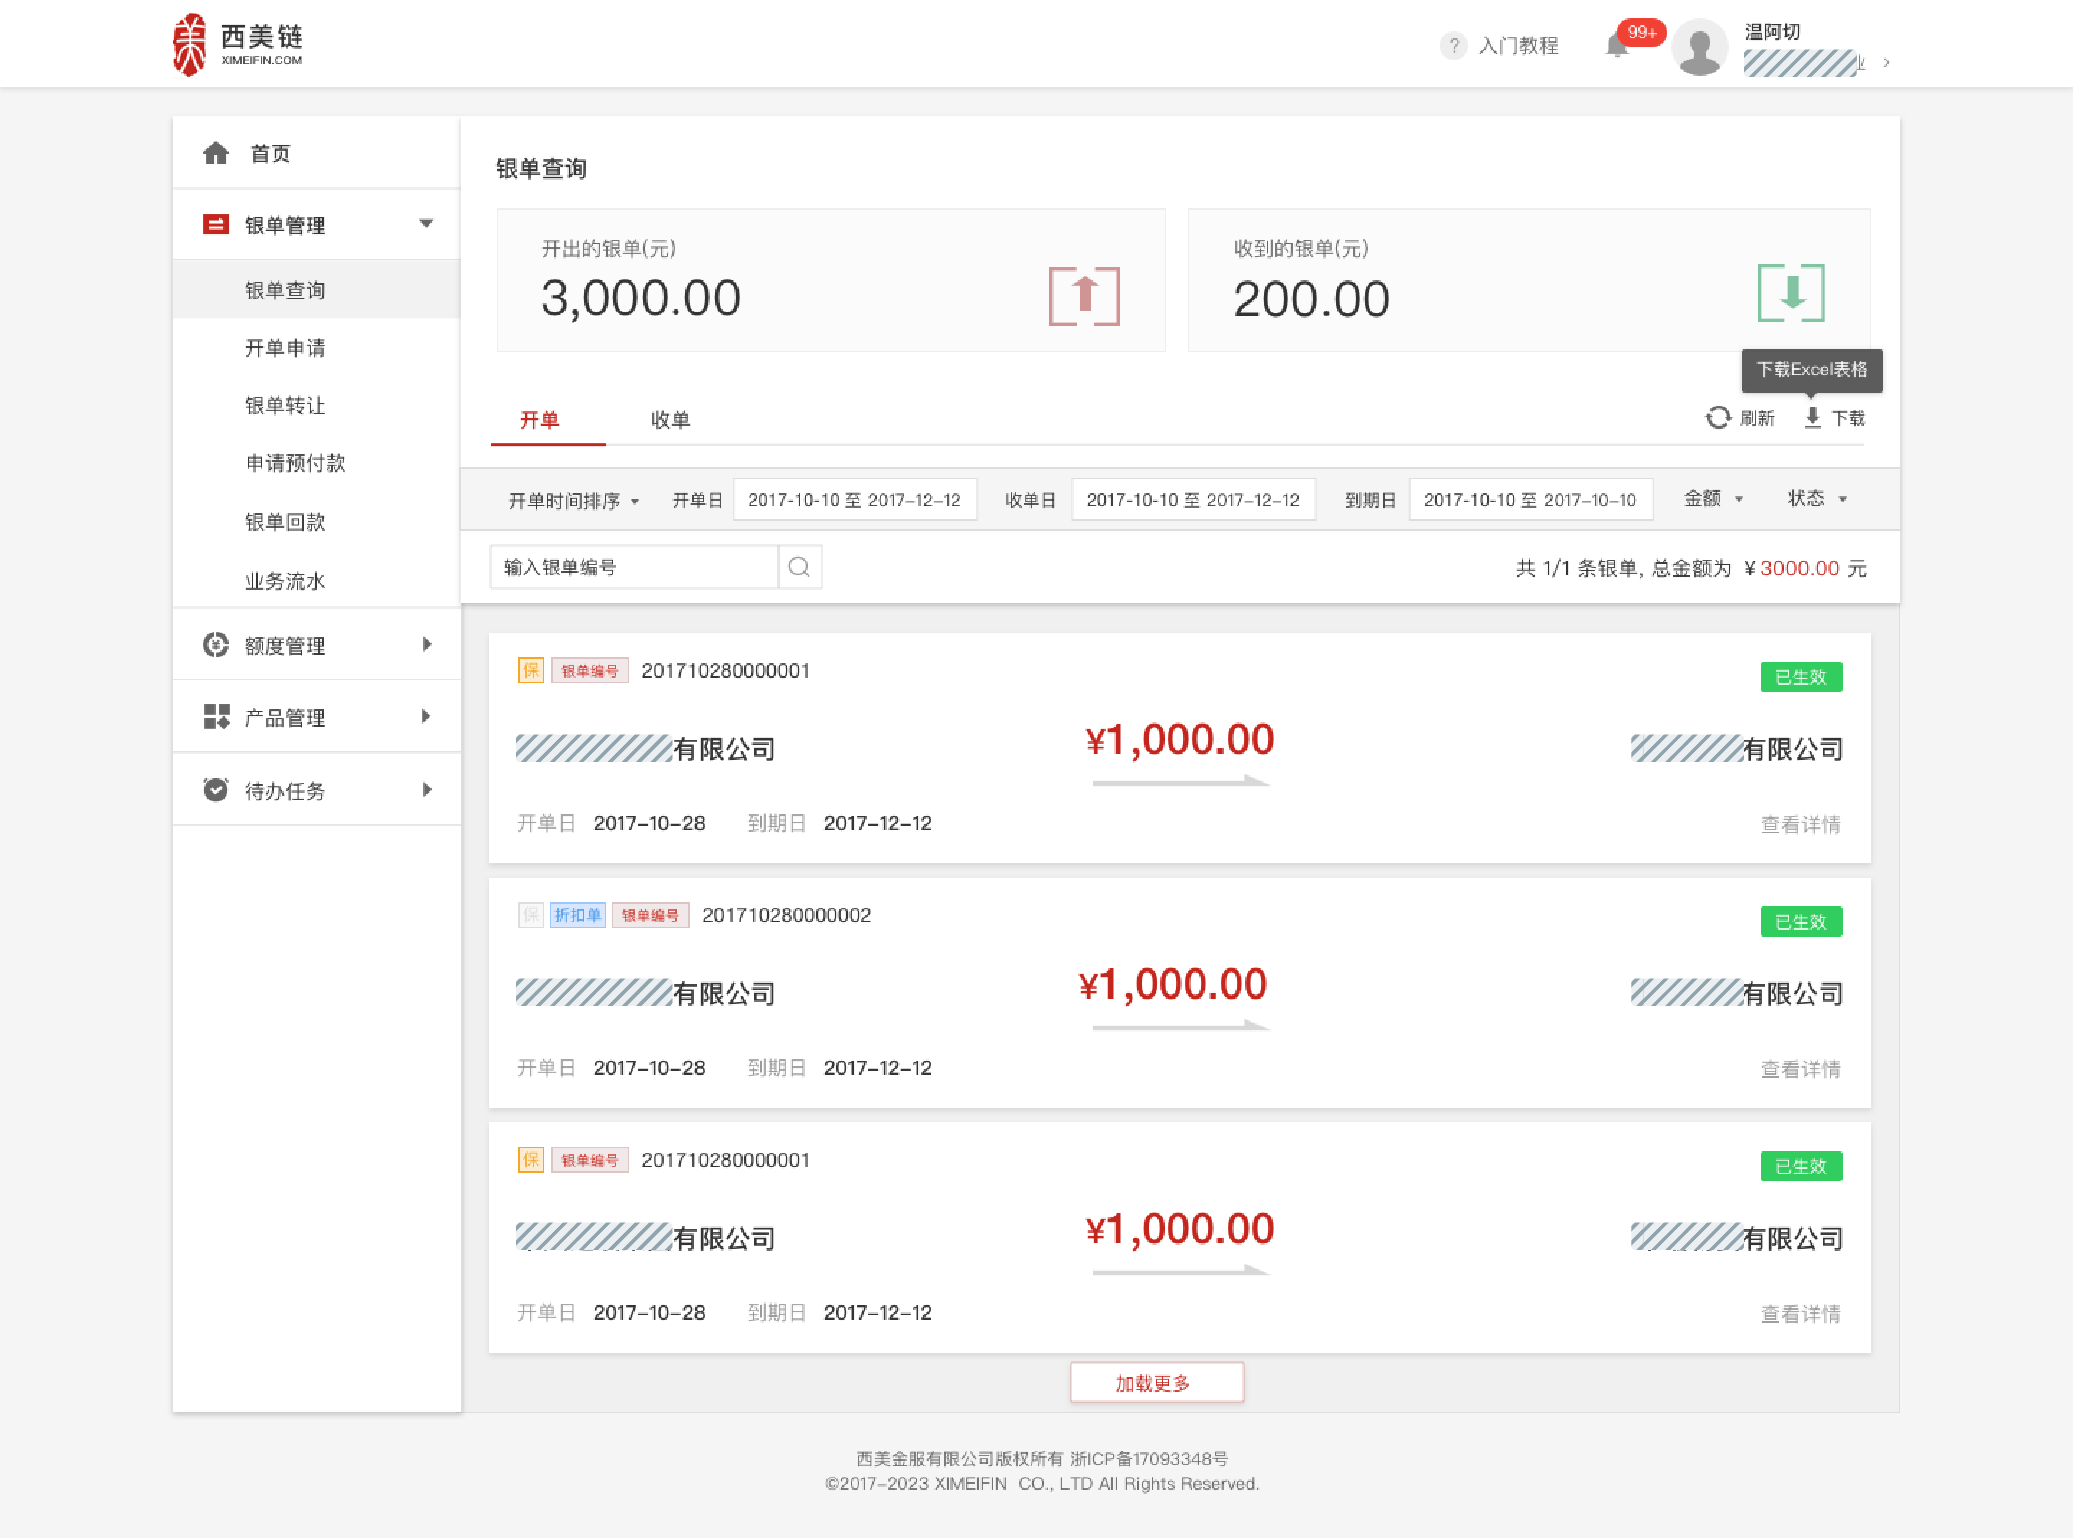 西美链
XIMEIFIN.COM
? 入门教程
99+
温阿切
首页
银单管理
银单查询
开单申请
银单转让
申请预付款
银单回款
业务流水
额度管理
产品管理
待办任务
银单查询
开出的银单(元)
3,000.00
收到的银单(元)
200.00
下载Excel表格
开单 收单
刷新 下载
开单时间排序 开单日 2017-10-10 至 2017-12-12 收单日 2017-10-10 至 2017-12-12 到期日 2017-10-10 至 2017-10-10 金额 状态
输入银单编号
共 1/1 条银单, 总金额为 ¥3000.00 元
保 银单编号 201710280000001 已生效
有限公司 ¥1,000.00 有限公司
开单日 2017-10-28 到期日 2017-12-12 查看详情
保 折扣单 银单编号 201710280000002 已生效
有限公司 ¥1,000.00 有限公司
开单日 2017-10-28 到期日 2017-12-12 查看详情
保 银单编号 201710280000001 已生效
有限公司 ¥1,000.00 有限公司
开单日 2017-10-28 到期日 2017-12-12 查看详情
加载更多
西美金服有限公司版权所有 浙ICP备17093348号
©2017-2023 XIMEIFIN CO., LTD All Rights Reserved.